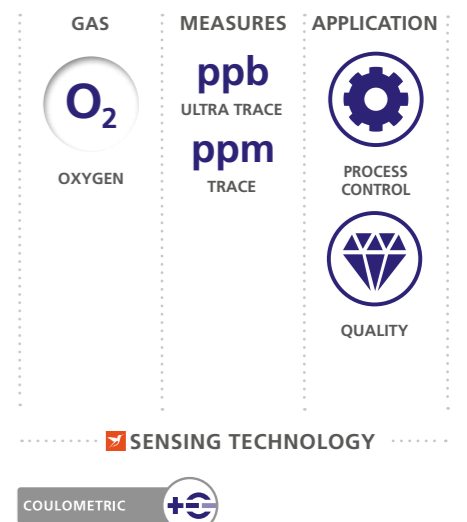 GAS
MEASURES
APPLICATION
O₂
OXYGEN
ppb
ULTRA TRACE
ppm
TRACE
PROCESS
CONTROL
QUALITY
SENSING TECHNOLOGY
COULOMETRIC